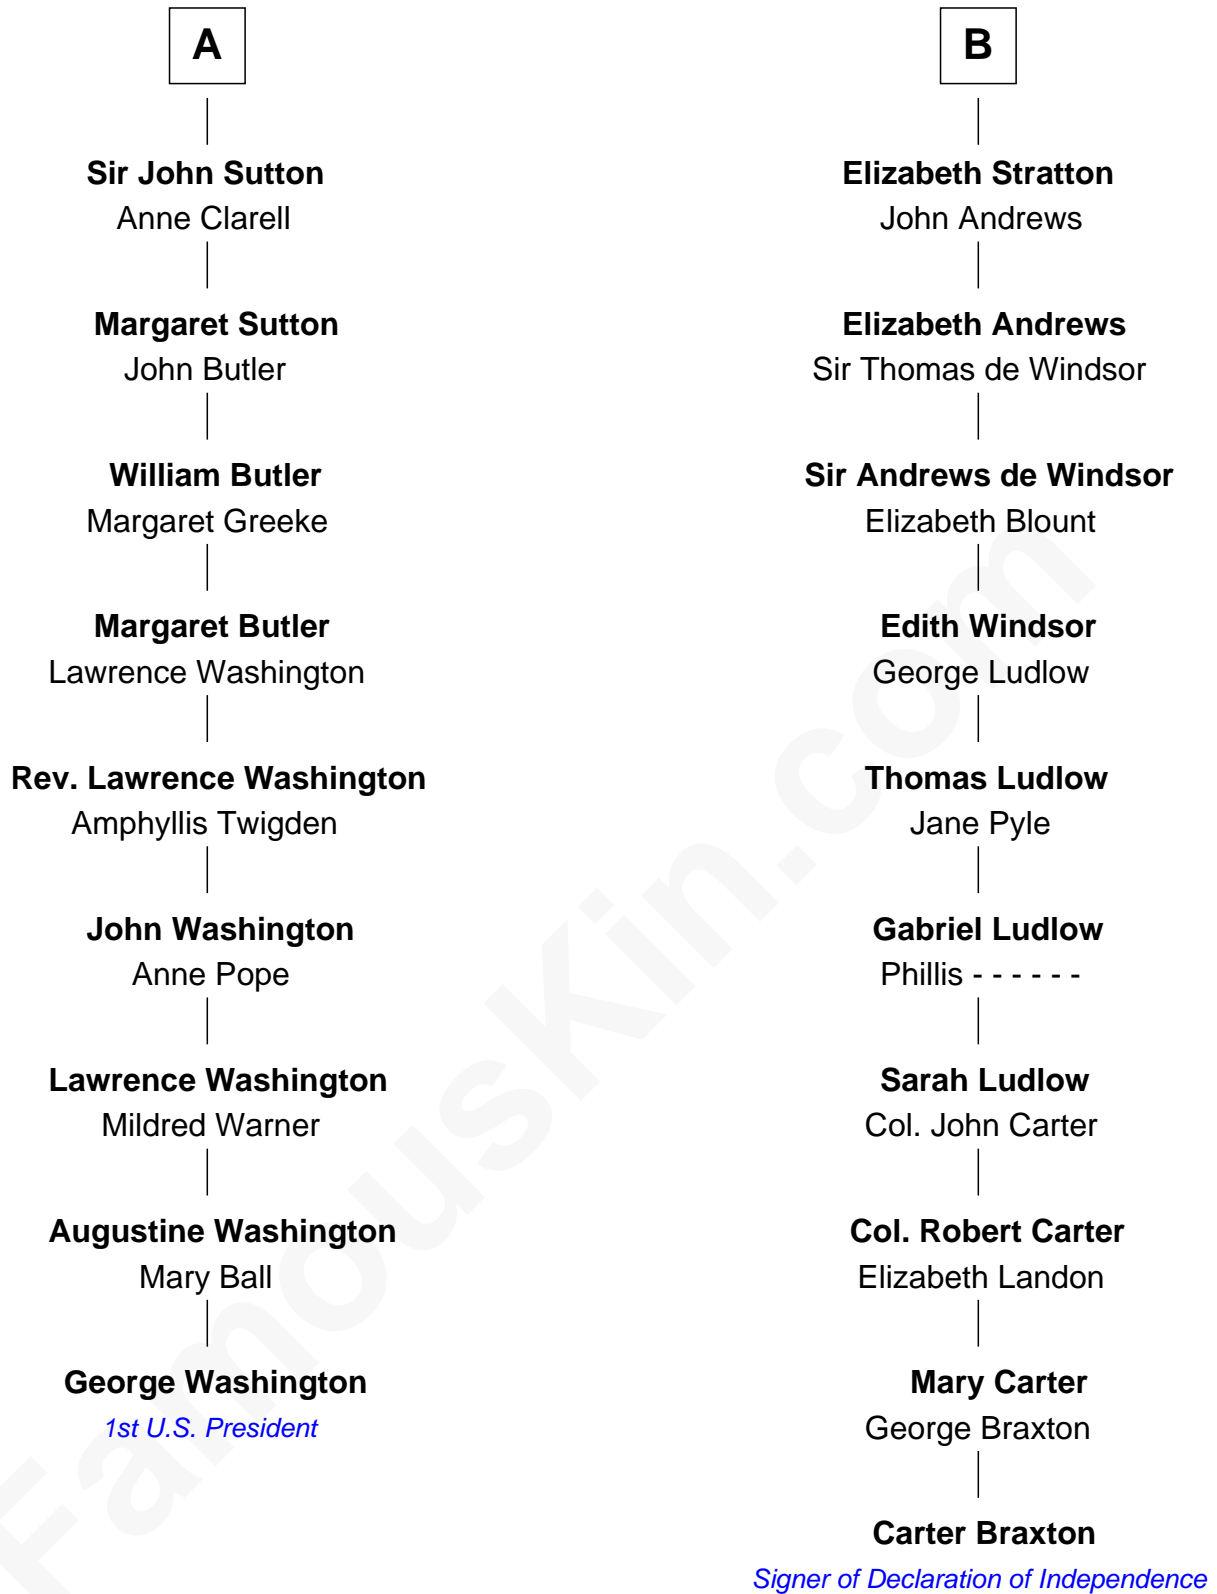 A
Sir John Sutton
Anne Clarell
Margaret Sutton
John Butler
William Butler
Margaret Greeke
Margaret Butler
Lawrence Washington
Rev. Lawrence Washington
Amphyllis Twigden
John Washington
Anne Pope
Lawrence Washington
Mildred Warner
Augustine Washington
Mary Ball
George Washington
1st U.S. President
B
Elizabeth Stratton
John Andrews
Elizabeth Andrews
Sir Thomas de Windsor
Sir Andrews de Windsor
Elizabeth Blount
Edith Windsor
George Ludlow
Thomas Ludlow
Jane Pyle
Gabriel Ludlow
Phillis - - - - - -
Sarah Ludlow
Col. John Carter
Col. Robert Carter
Elizabeth Landon
Mary Carter
George Braxton
Carter Braxton
Signer of Declaration of Independence
FamousKin.com